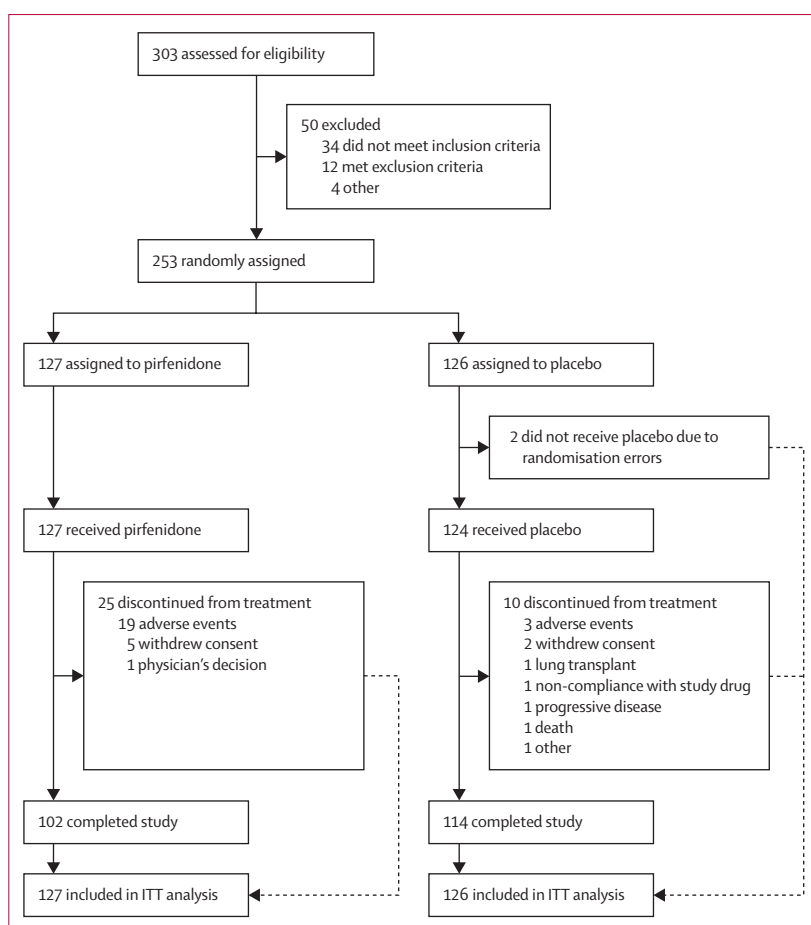 303 assessed for eligibility
50 excluded
34 did not meet inclusion criteria
12 met exclusion criteria
4 other
253 randomly assigned
127 assigned to pirfenidone
126 assigned to placebo
2 did not receive placebo due to
randomisation errors
127 received pirfenidone
124 received placebo
25 discontinued from treatment
19 adverse events
5 withdrew consent
1 physician's decision
10 discontinued from treatment
3 adverse events
2 withdrew consent
1 lung transplant
1 non-compliance with study drug
1 progressive disease
1 death
1 other
102 completed study
114 completed study
127 included in ITT analysis
126 included in ITT analysis